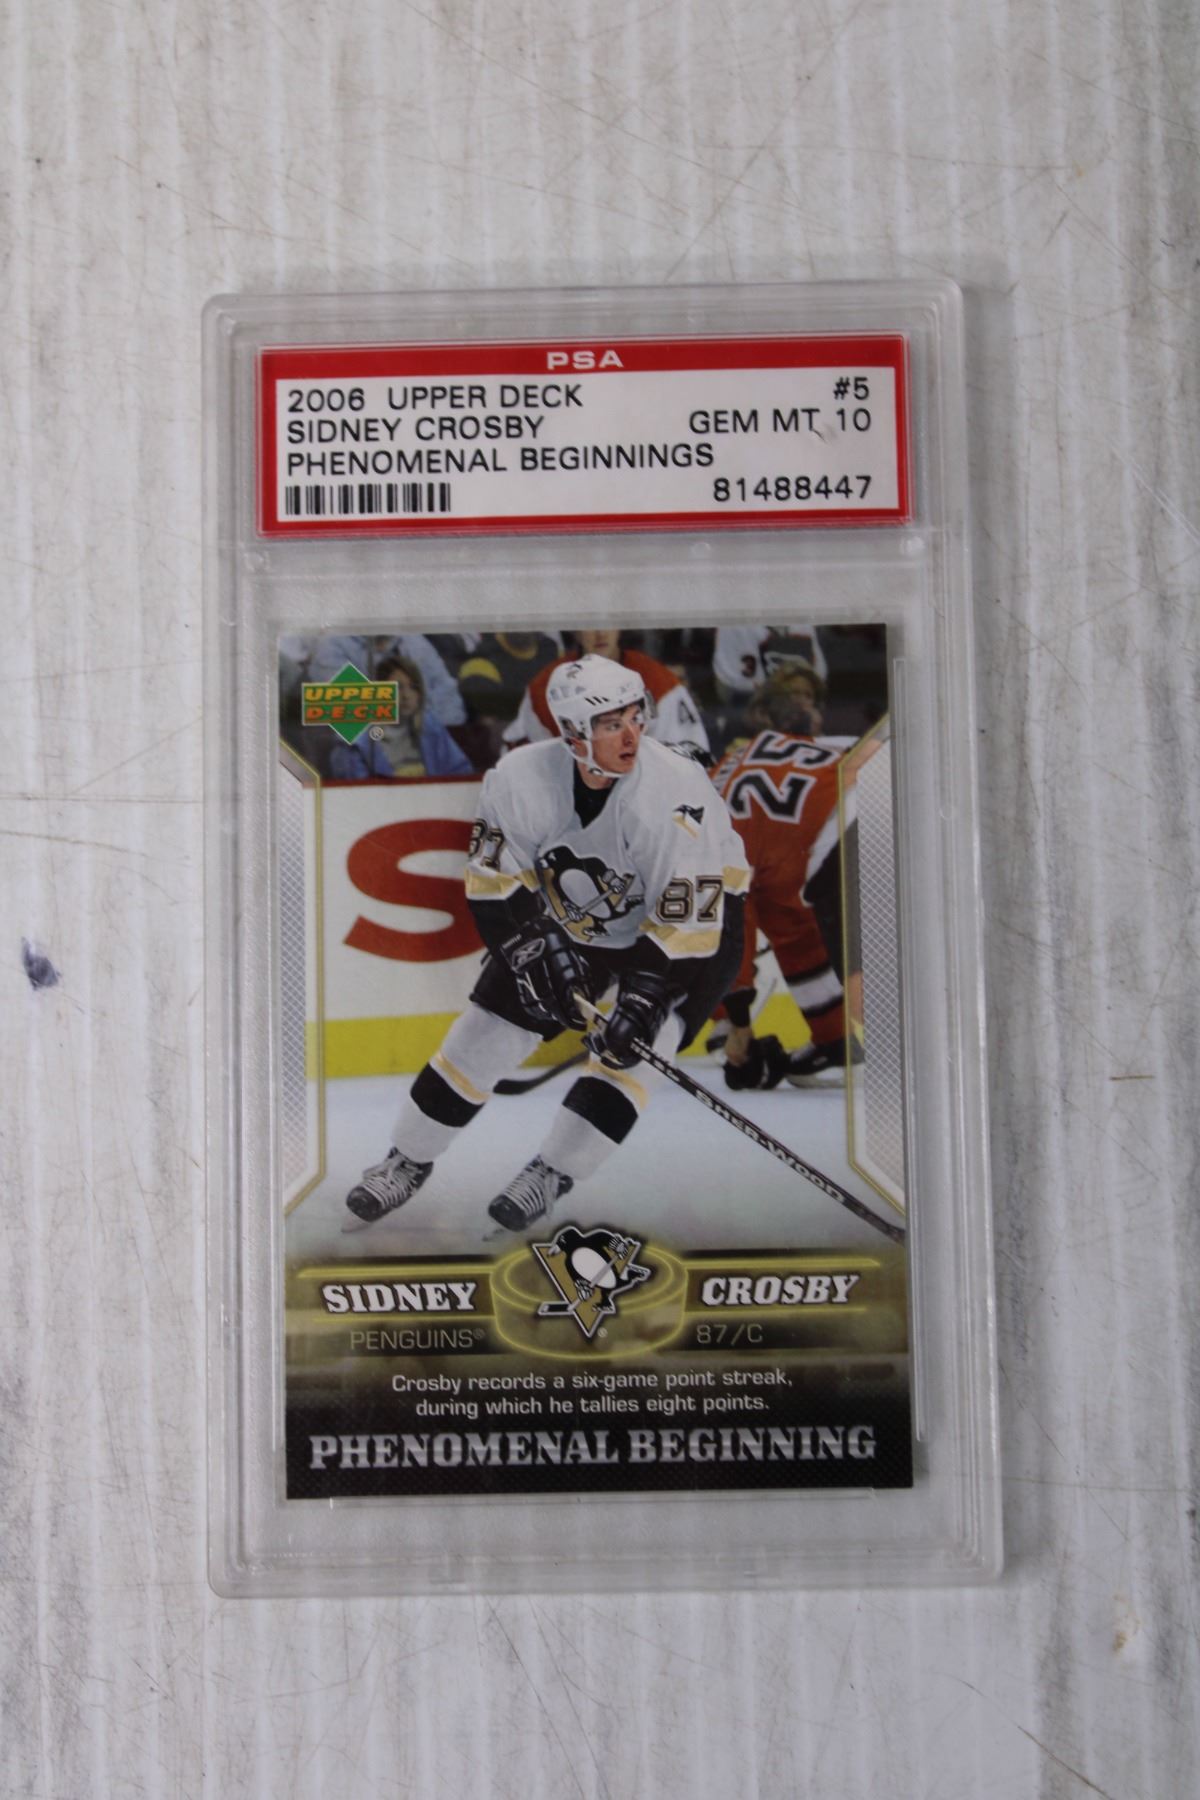 PSA
2006 UPPER DECK #5
SIDNEY CROSBY GEM MT 10
PHENOMENAL BEGINNINGS
81488447
UPPER
D·E·C·K
®
25
A
3
S
87
87
SHER-WOOD
SIDNEY CROSBY
PENGUINS® 87/C
Crosby records a six-game point streak,
during which he tallies eight points.
PHENOMENAL BEGINNING